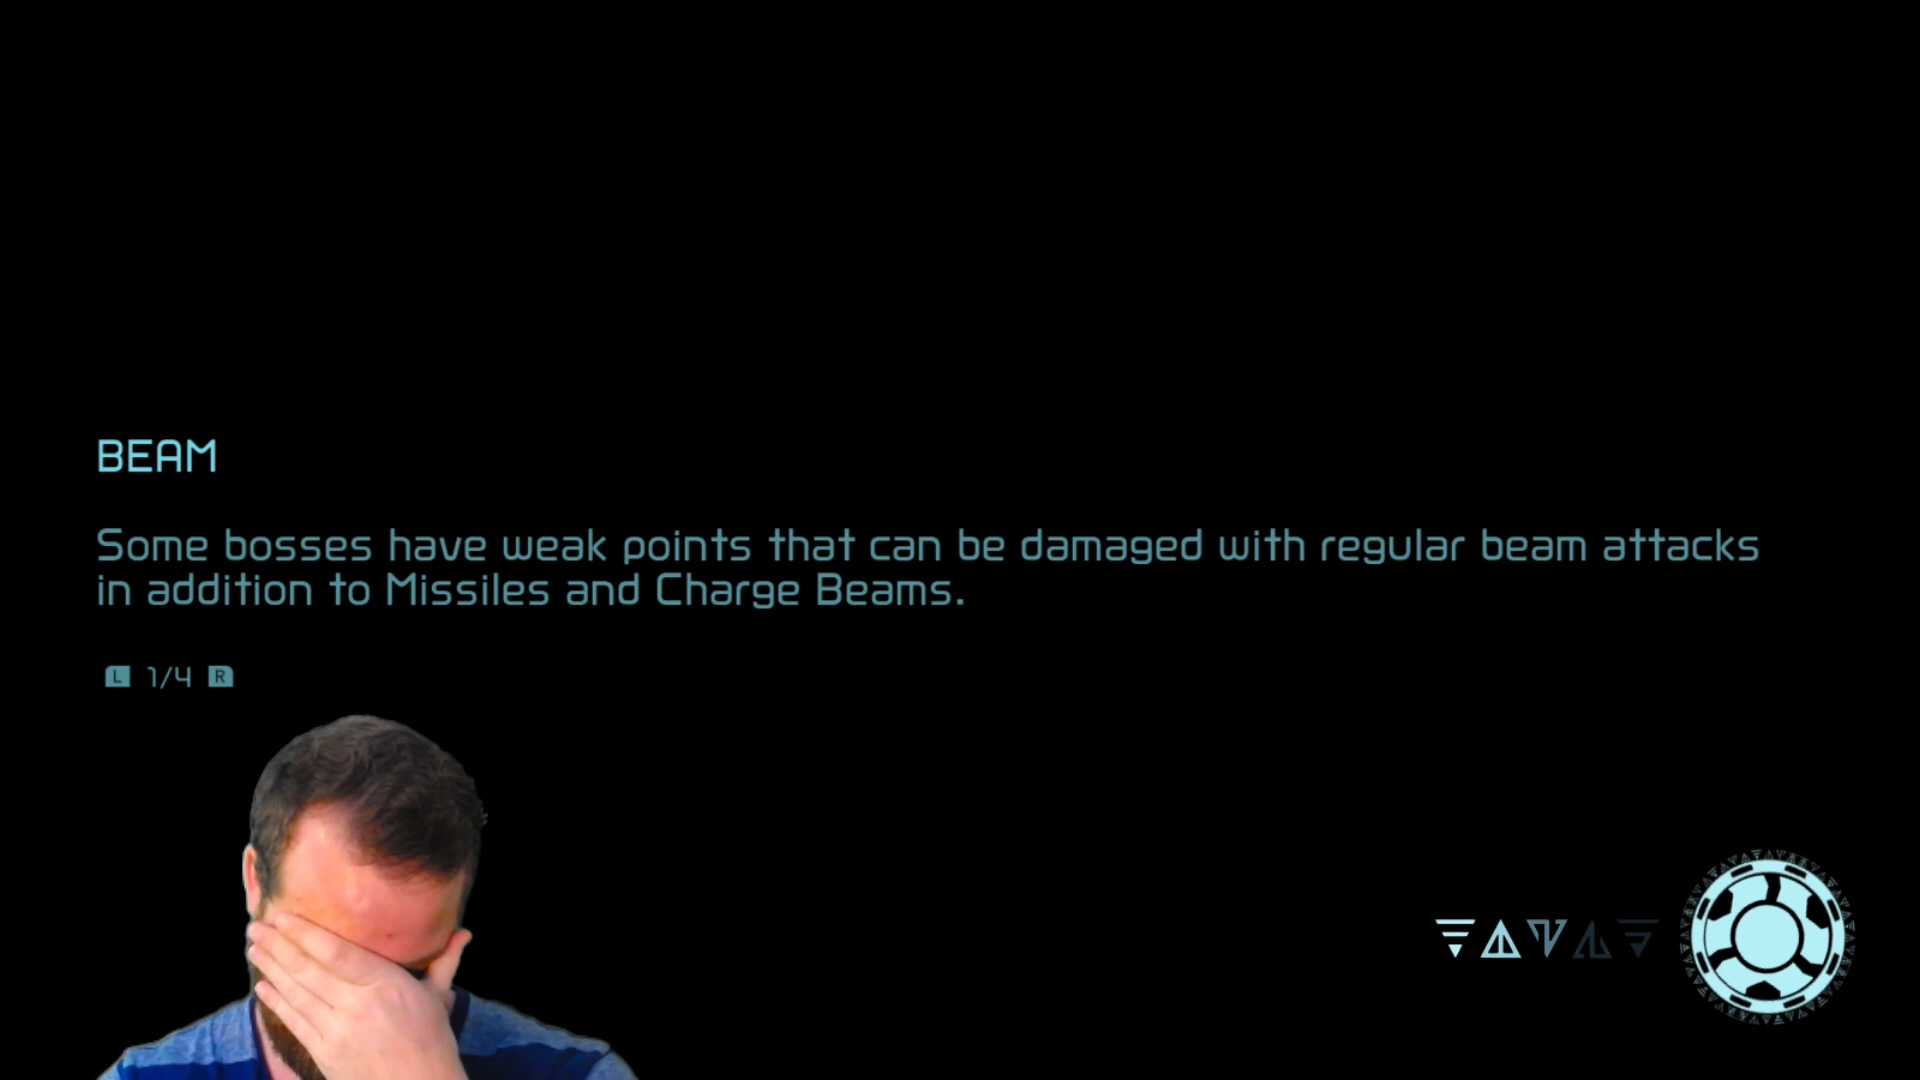 BEAM
Some bosses have weak points that can be damaged with regular beam attacks
in addition to Missiles and Charge Beams.
L 1/4 R